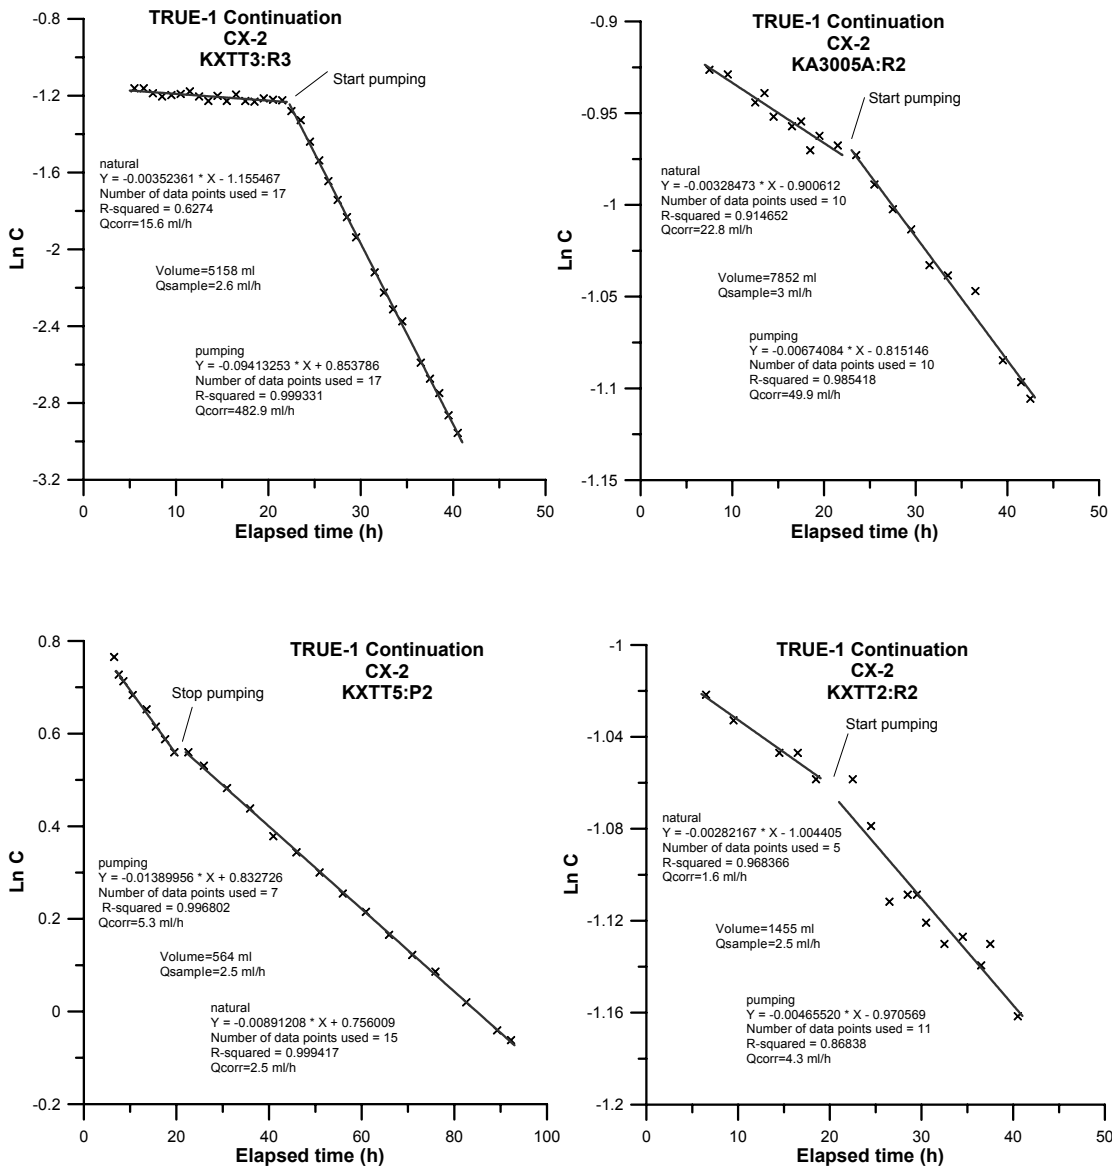 TRUE-1 Continuation
CX-2
KXTT3:R3
Start pumping
natural
Y = -0.00352361 * X - 1.155467
Number of data points used = 17
R-squared = 0.6274
Qcorr=15.6 ml/h
Volume=5158 ml
Qsample=2.6 ml/h
pumping
Y = -0.09413253 * X + 0.853786
Number of data points used = 17
R-squared = 0.999331
Qcorr=482.9 ml/h
Ln C
-0.8
-1.2
-1.6
-2
-2.4
-2.8
-3.2
0 10 20 30 40 50
Elapsed time (h)
TRUE-1 Continuation
CX-2
KA3005A:R2
Start pumping
natural
Y = -0.00328473 * X - 0.900612
Number of data points used = 10
R-squared = 0.914652
Qcorr=22.8 ml/h
Volume=7852 ml
Qsample=3 ml/h
pumping
Y = -0.00674084 * X - 0.815146
Number of data points used = 10
R-squared = 0.985418
Qcorr=49.9 ml/h
Ln C
-0.9
-0.95
-1
-1.05
-1.1
-1.15
0 10 20 30 40 50
Elapsed time (h)
TRUE-1 Continuation
CX-2
KXTT5:P2
Stop pumping
pumping
Y = -0.01389956 * X + 0.832726
Number of data points used = 7
R-squared = 0.996802
Qcorr=5.3 ml/h
Volume=564 ml
Qsample=2.5 ml/h
natural
Y = -0.00891208 * X + 0.756009
Number of data points used = 15
R-squared = 0.999417
Qcorr=2.5 ml/h
Ln C
0.8
0.6
0.4
0.2
0
-0.2
0 20 40 60 80 100
Elapsed time (h)
TRUE-1 Continuation
CX-2
KXTT2:R2
Start pumping
natural
Y = -0.00282167 * X - 1.004405
Number of data points used = 5
R-squared = 0.968366
Qcorr=1.6 ml/h
Volume=1455 ml
Qsample=2.5 ml/h
pumping
Y = -0.00465520 * X - 0.970569
Number of data points used = 11
R-squared = 0.86838
Qcorr=4.3 ml/h
Ln C
-1
-1.04
-1.08
-1.12
-1.16
-1.2
0 10 20 30 40 50
Elapsed time (h)